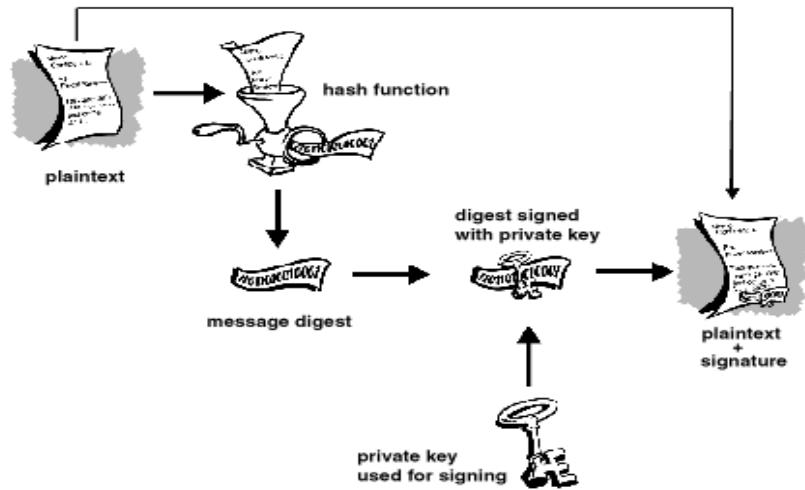 hash function
plaintext
digest signed
with private key
message digest
plaintext
+
signature
private key
used for signing